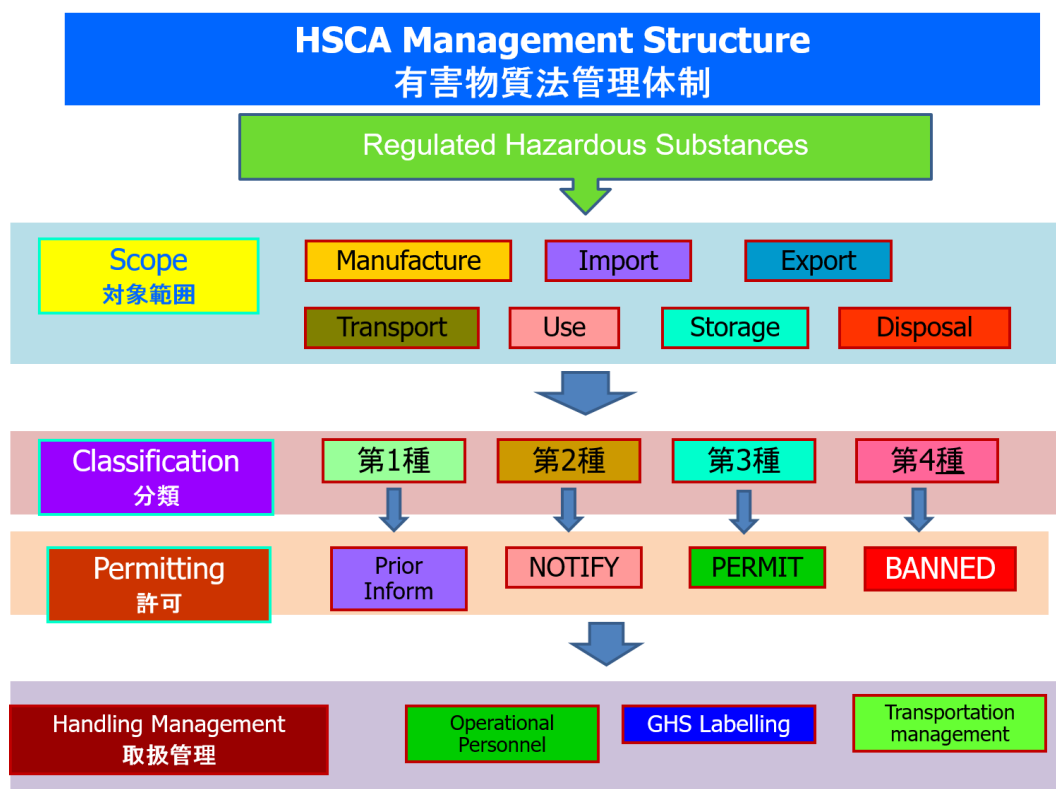 HSCA Management Structure
有害物質法管理体制
Regulated Hazardous Substances
Scope
対象範囲
Manufacture
Import
Export
Transport
Use
Storage
Disposal
Classification
分類
第1種
第2種
第3種
第4種
Permitting
許可
Prior
Inform
NOTIFY
PERMIT
BANNED
Handling Management
取扱管理
Operational
Personnel
GHS Labelling
Transportation
management